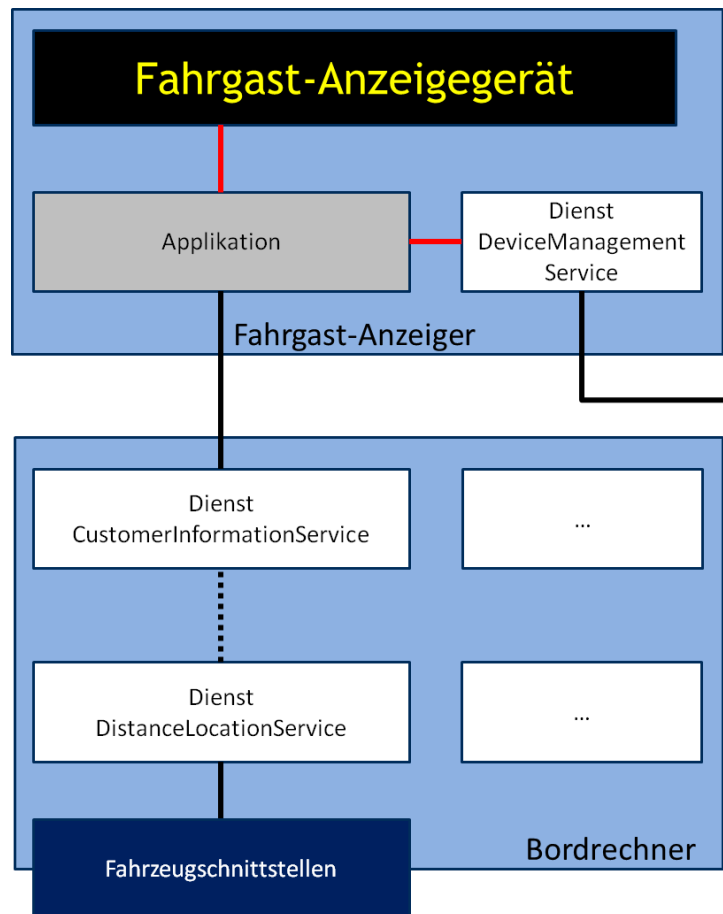 Fahrgast-Anzeigegerät
Applikation
Dienst
DeviceManagement
Service
Fahrgast-Anzeiger
Dienst
CustomerInformationService
...
Dienst
DistanceLocationService
...
Bordrechner
Fahrzeugschnittstellen